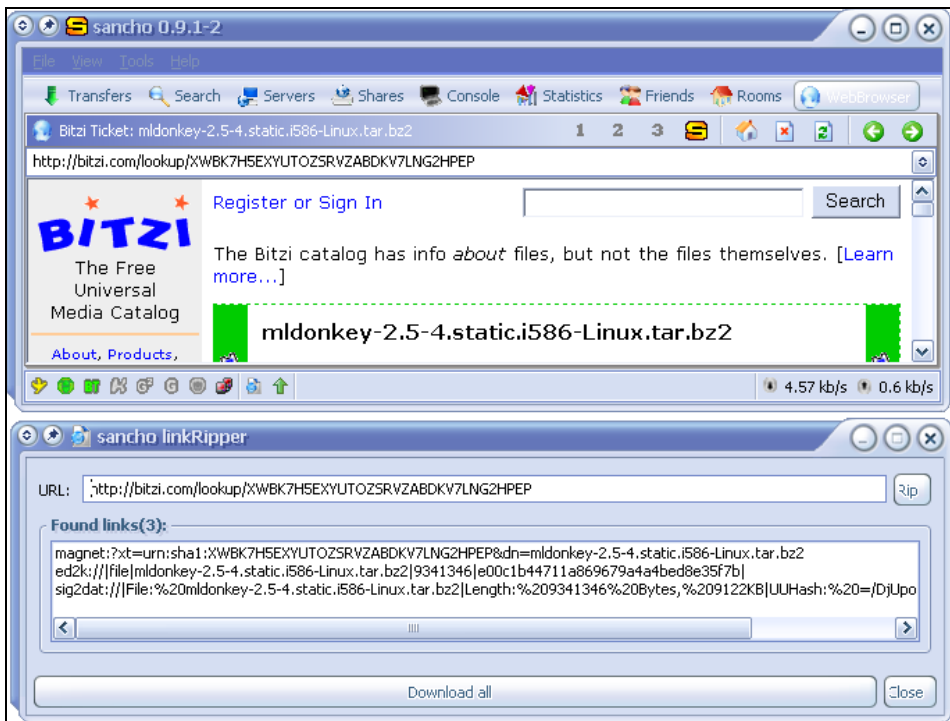 sancho 0.9.1-2
File View Tools Help
Transfers Search Servers Shares Console Statistics Friends Rooms WebBrowser
Bitzi Ticket: mldonkey-2.5-4.static.i586-Linux.tar.bz2 1 2 3 S
http://bitzi.com/lookup/XWBK7H5EXYUTOZSRVZABDKV7LNG2HPEP
BITZI
The Free
Universal
Media Catalog
About, Products,
Register or Sign In Search
The Bitzi catalog has info about files, but not the files themselves. [Learn
more...]
mldonkey-2.5-4.static.i586-Linux.tar.bz2
4.57 kb/s 0.6 kb/s
sancho linkRipper
URL: http://bitzi.com/lookup/XWBK7H5EXYUTOZSRVZABDKV7LNG2HPEP Rip
Found links(3):
magnet:?xt=urn:sha1:XWBK7H5EXYUTOZSRVZABDKV7LNG2HPEP&dn=mldonkey-2.5-4.static.i586-Linux.tar.bz2
ed2k://|file|mldonkey-2.5-4.static.i586-Linux.tar.bz2|9341346|e00c1b44711a869679a4a4bed8e35f7b|
sig2dat://|File:%20mldonkey-2.5-4.static.i586-Linux.tar.bz2|Length:%209341346%20Bytes,%209122KB|UUHash:%20=/DjUpo
Download all Close